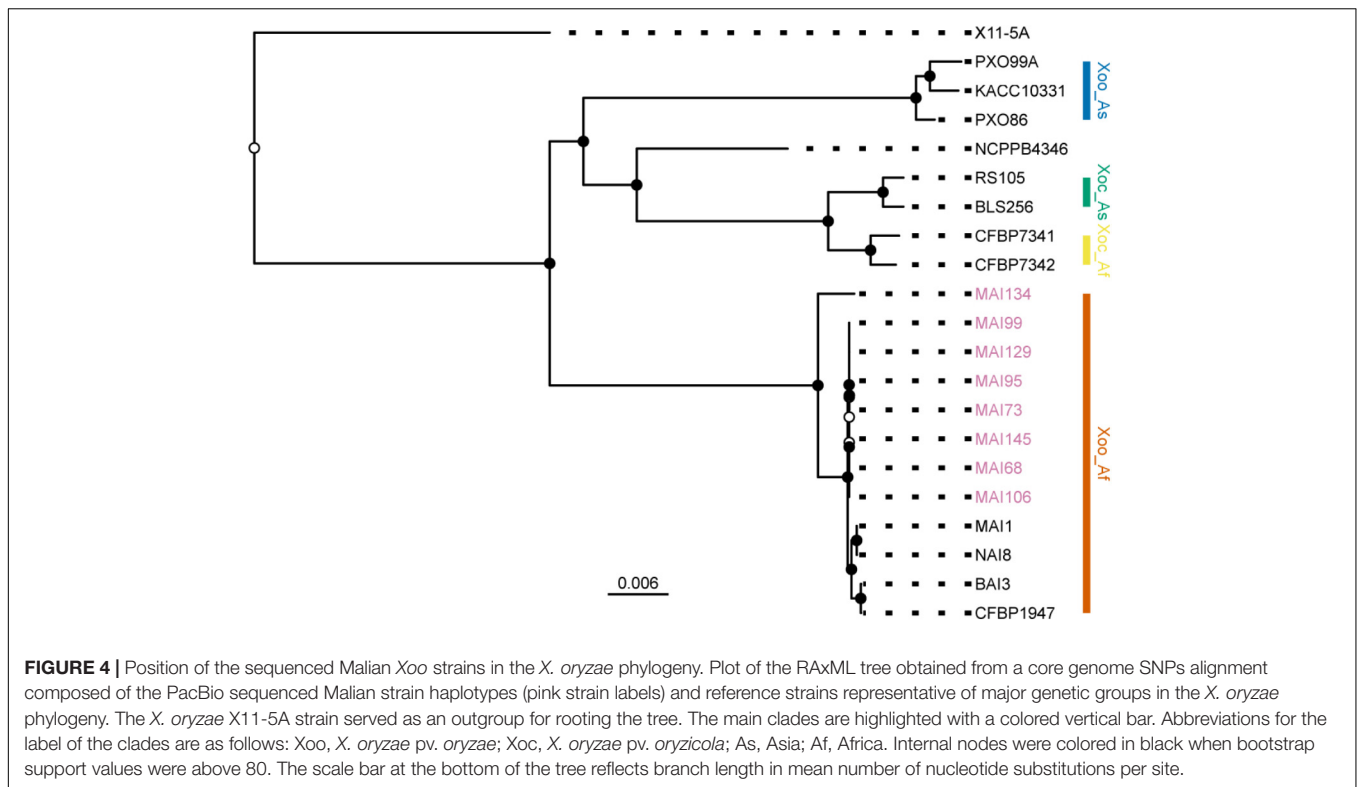 X11-5A
PXO99A
KACC10331
PXO86
Xoo_As
NCPPB4346
RS105
BLS256
Xoc_As
CFBP7341
CFBP7342
Xoc_Af
MAI134
MAI99
MAI129
MAI95
MAI73
MAI145
MAI68
MAI106
MAI1
NAI8
BAI3
CFBP1947
Xoo_Af
0.006
FIGURE 4 | Position of the sequenced Malian Xoo strains in the X. oryzae phylogeny. Plot of the RAxML tree obtained from a core genome SNPs alignment
composed of the PacBio sequenced Malian strain haplotypes (pink strain labels) and reference strains representative of major genetic groups in the X. oryzae
phylogeny. The X. oryzae X11-5A strain served as an outgroup for rooting the tree. The main clades are highlighted with a colored vertical bar. Abbreviations for the
label of the clades are as follows: Xoo, X. oryzae pv. oryzae; Xoc, X. oryzae pv. oryzicola; As, Asia; Af, Africa. Internal nodes were colored in black when bootstrap
support values were above 80. The scale bar at the bottom of the tree reflects branch length in mean number of nucleotide substitutions per site.